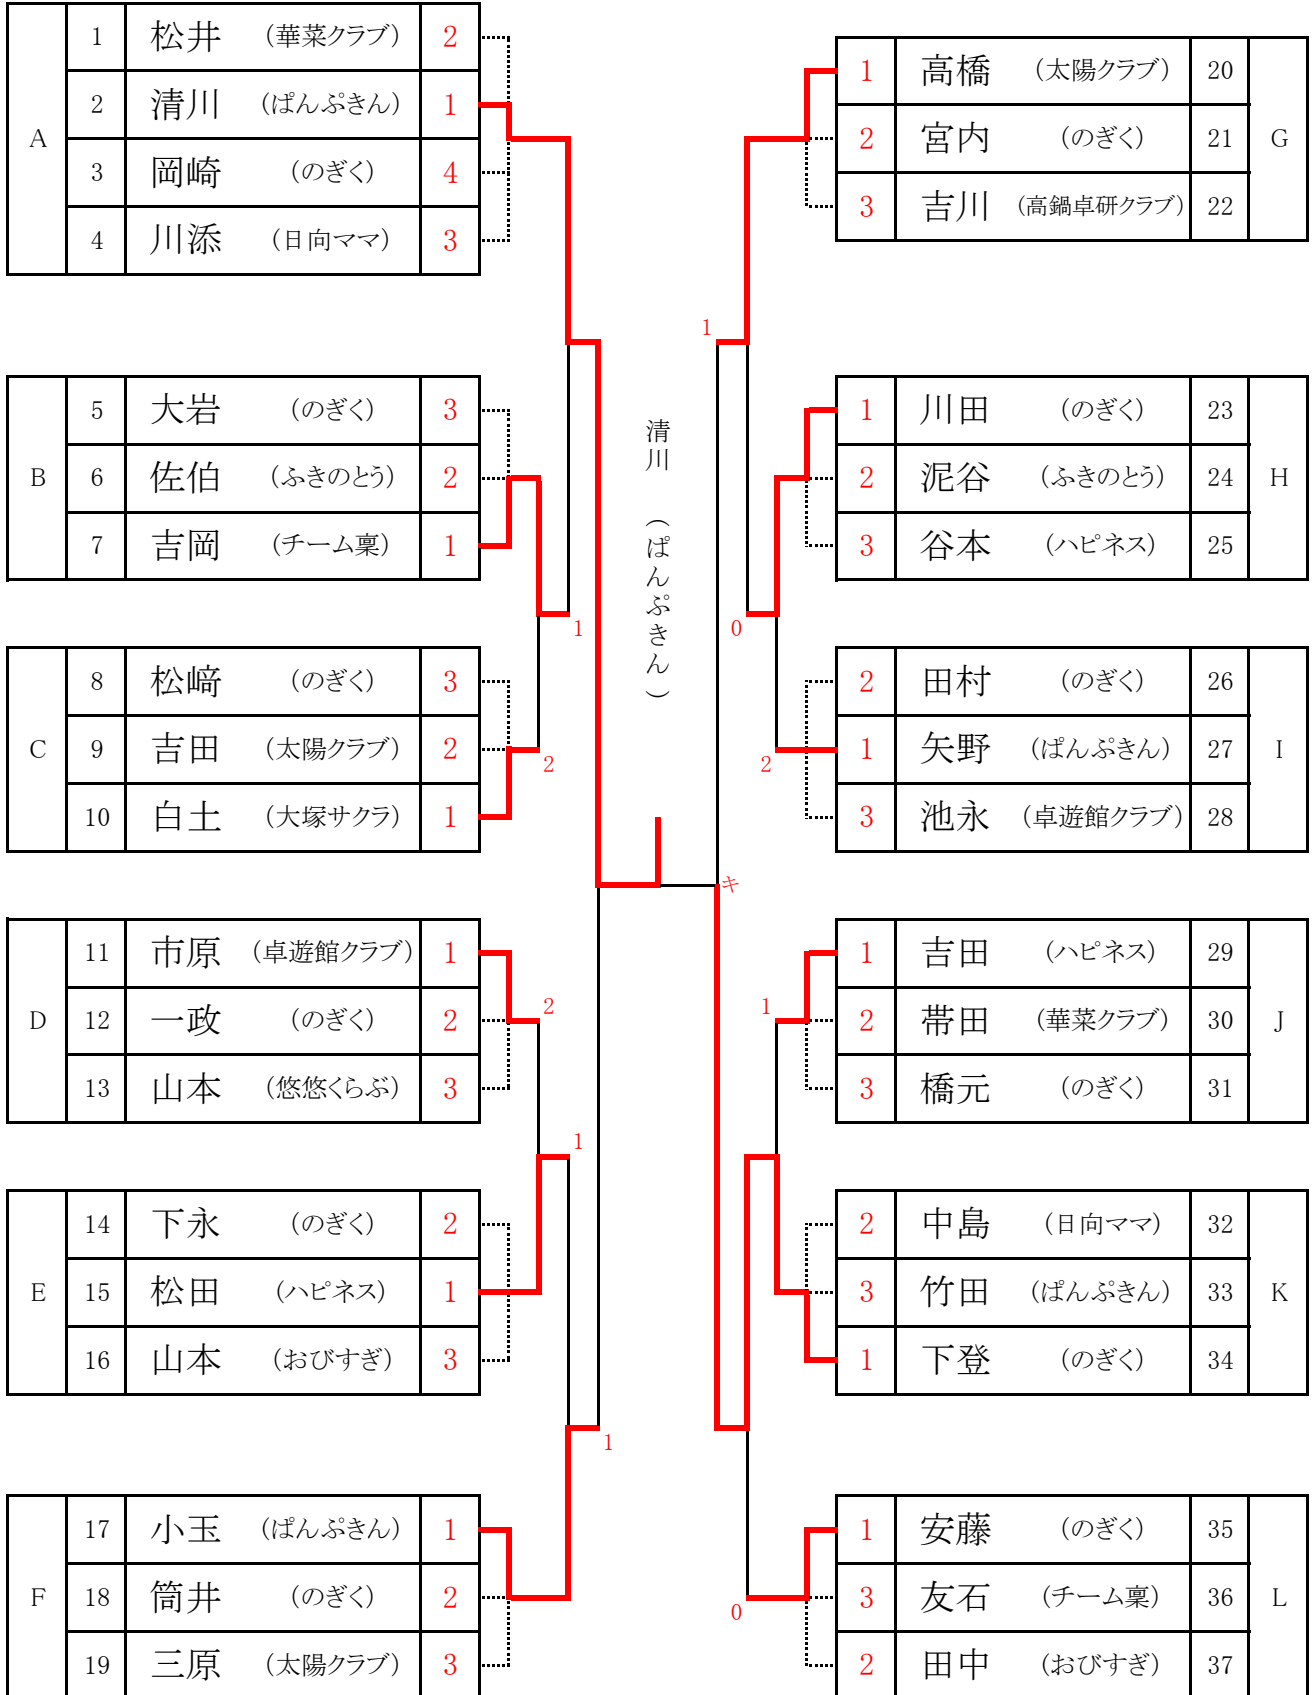 A
1 松井 (華菜クラブ) 2
2 清川 (ぱんぷきん) 1
3 岡崎 (のぎく) 4
4 川添 (日向ママ) 3
B
5 大岩 (のぎく) 3
6 佐伯 (ふきのとう) 2
7 吉岡 (チーム稟) 1
C
8 松﨑 (のぎく) 3
9 吉田 (太陽クラブ) 2
10 白土 (大塚サクラ) 1
D
11 市原 (卓遊館クラブ) 1
12 一政 (のぎく) 2
13 山本 (悠悠くらぶ) 3
E
14 下永 (のぎく) 2
15 松田 (ハピネス) 1
16 山本 (おびすぎ) 3
F
17 小玉 (ぱんぷきん) 1
18 筒井 (のぎく) 2
19 三原 (太陽クラブ) 3
1
2
2
1
1
清川 (ぱんぷきん)
1
0
2
キ
1
0
1 高橋 (太陽クラブ) 20
2 宮内 (のぎく) 21
3 吉川 (高鍋卓研クラブ) 22
G
1 川田 (のぎく) 23
2 泥谷 (ふきのとう) 24
3 谷本 (ハピネス) 25
H
2 田村 (のぎく) 26
1 矢野 (ぱんぷきん) 27
3 池永 (卓遊館クラブ) 28
I
1 吉田 (ハピネス) 29
2 帯田 (華菜クラブ) 30
3 橋元 (のぎく) 31
J
2 中島 (日向ママ) 32
3 竹田 (ぱんぷきん) 33
1 下登 (のぎく) 34
K
1 安藤 (のぎく) 35
3 友石 (チーム稟) 36
2 田中 (おびすぎ) 37
L